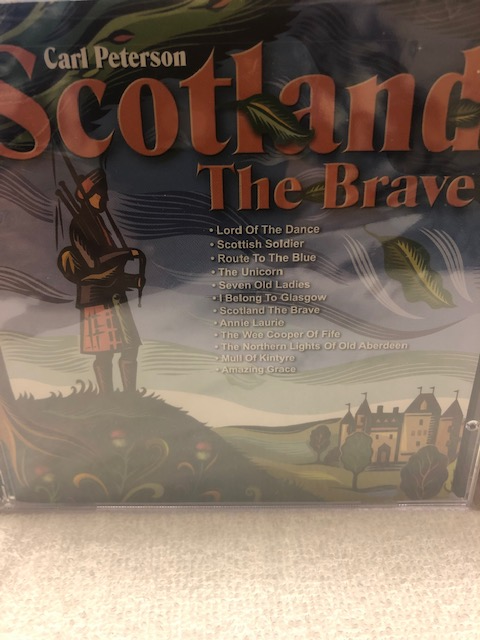 Carl Peterson
Scotland
The Brave
• Lord Of The Dance
• Scottish Soldier
• Route To The Blue
• The Unicorn
• Seven Old Ladies
• I Belong To Glasgow
• Scotland The Brave
• Annie Laurie
• The Wee Cooper Of Fife
• The Northern Lights Of Old Aberdeen
• Mull Of Kintyre
• Amazing Grace